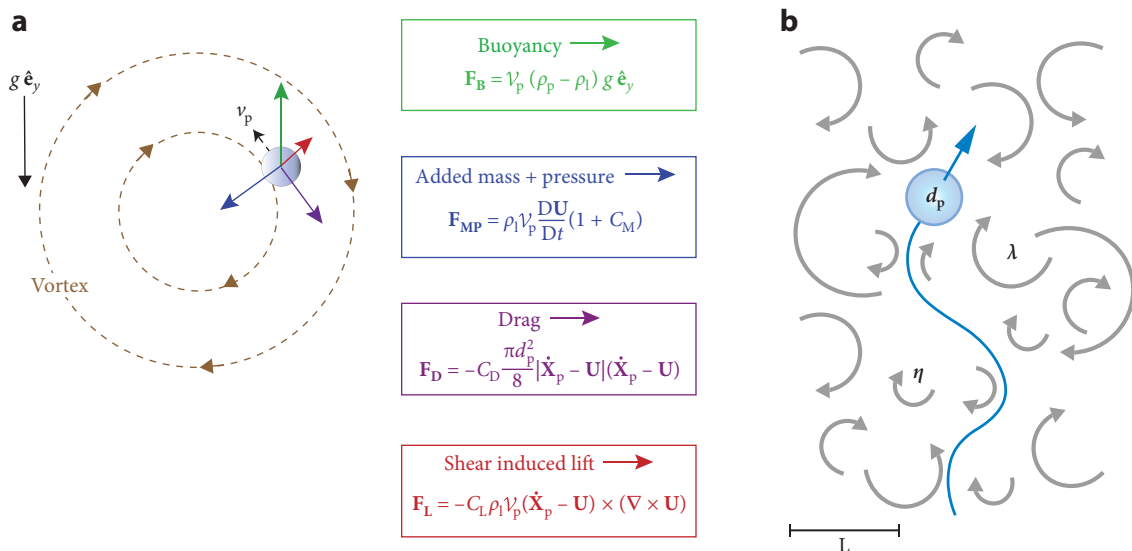 a
g ê_y
v_p
Vortex
Buoyancy
F_B = 𝒱_p (ρ_p – ρ_l) g ê_y
Added mass + pressure
F_MP = ρ_l 𝒱_p DU/Dt (1 + C_M)
Drag
F_D = –C_D πd_p²/8 |Ẋ_p – U|(Ẋ_p – U)
Shear induced lift
F_L = –C_L ρ_l 𝒱_p (Ẋ_p – U) × (∇ × U)
b
d_p
λ
η
L